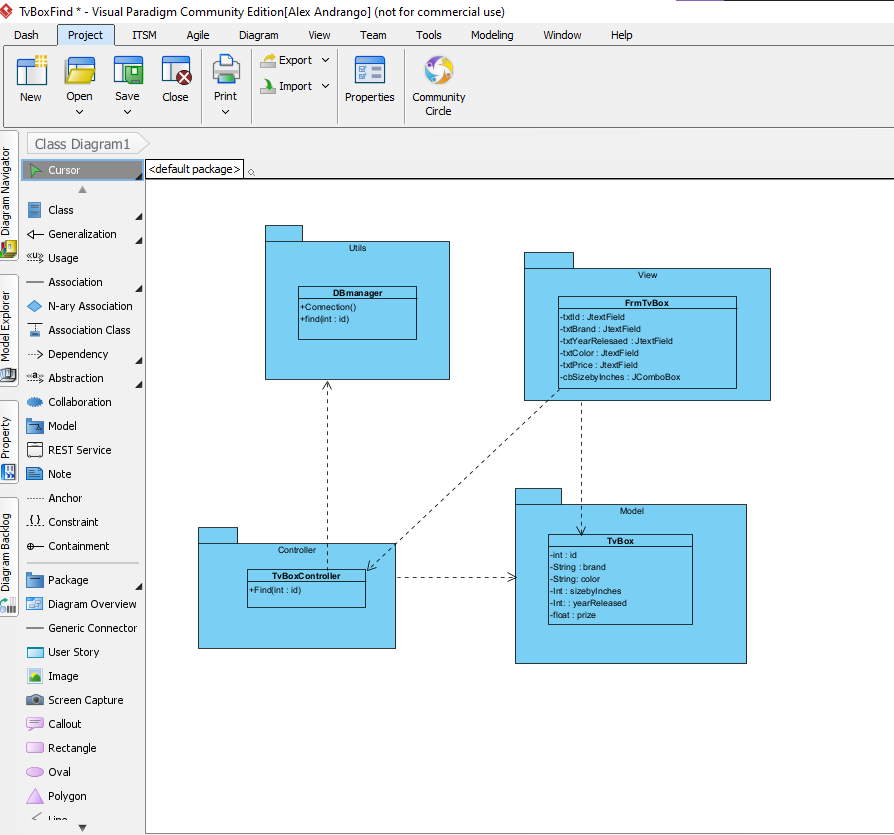 TvBoxFind * - Visual Paradigm Community Edition[Alex Andrango] (not for commercial use)
Dash Project ITSM Agile Diagram View Team Tools Modeling Window Help
New
Open
Save
Close
Print
Export
Import
Properties
Community
Circle
Diagram Navigator
Model Explorer
Property
Diagram Backlog
Class Diagram1
<default package>
Cursor
Class
Generalization
Usage
Association
N-ary Association
Association Class
Dependency
Abstraction
Collaboration
Model
REST Service
Note
Anchor
Constraint
Containment
Package
Diagram Overview
Generic Connector
User Story
Image
Screen Capture
Callout
Rectangle
Oval
Polygon
Line
Utils
DBmanager
+Connection()
+find(int : id)
View
FrmTvBox
-txtId : JtextField
-txtBrand : JtextField
-txtYearRelesaed : JtextField
-txtColor : JtextField
-txtPrice : JtextField
-cbSizebyInches : JComboBox
Controller
TvBoxController
+Find(int : id)
Model
TvBox
-int : id
-String : brand
-String: color
-Int : sizebyInches
-Int: : yearReleased
-float : prize